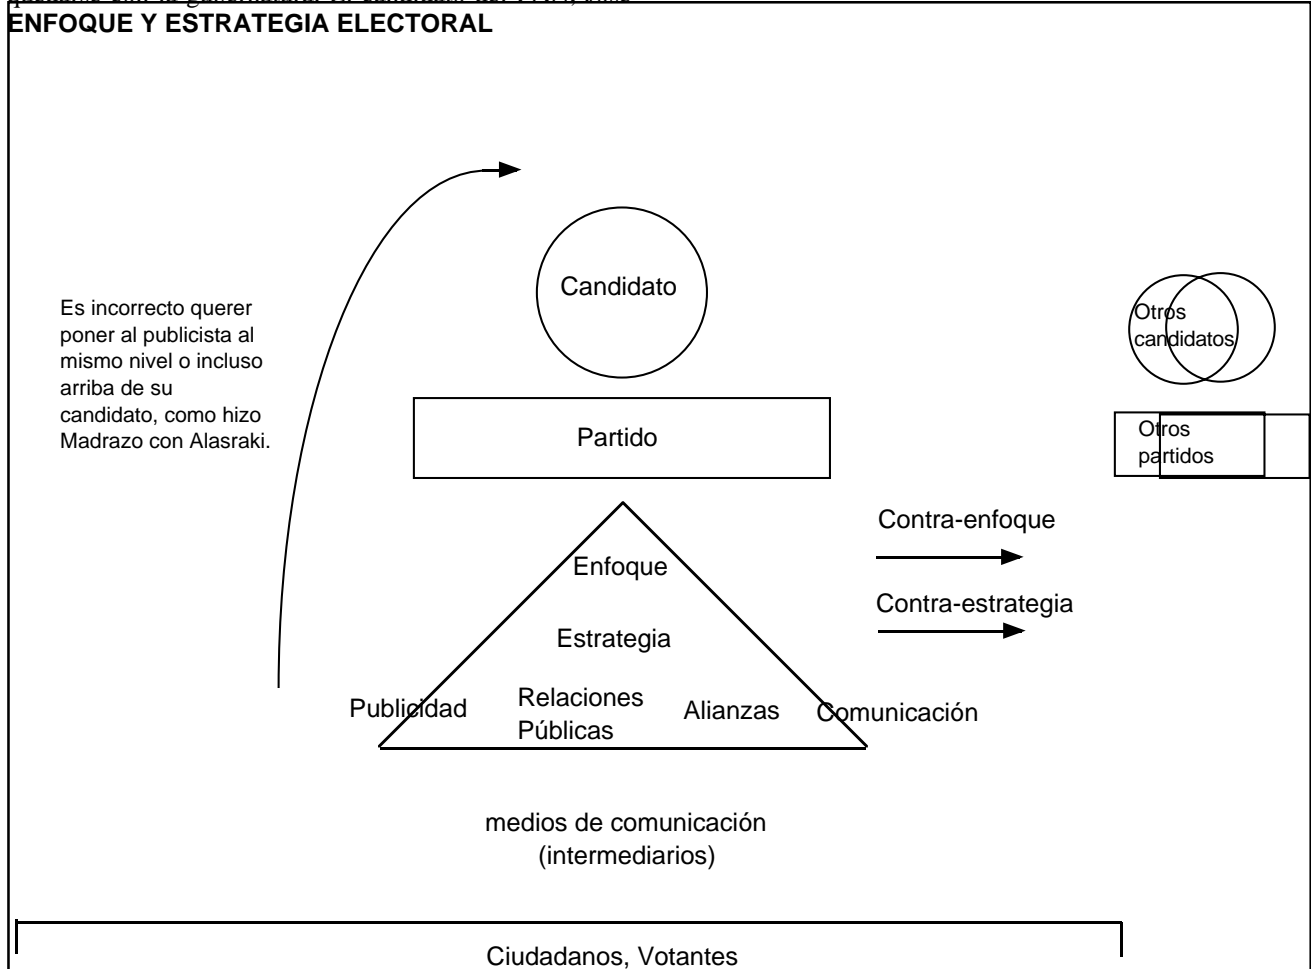 ENFOQUE Y ESTRATEGIA ELECTORAL
Candidato
Es incorrecto querer
poner al publicista al
mismo nivel o incluso
arriba de su
candidato, como hizo
Madrazo con Alasraki.
Otros
candidatos
Partido
Otros
partidos
Contra-enfoque
Enfoque
Contra-estrategia
Estrategia
Publicidad
Relaciones
Públicas
Alianzas
Comunicación
medios de comunicación
(intermediarios)
Ciudadanos, Votantes